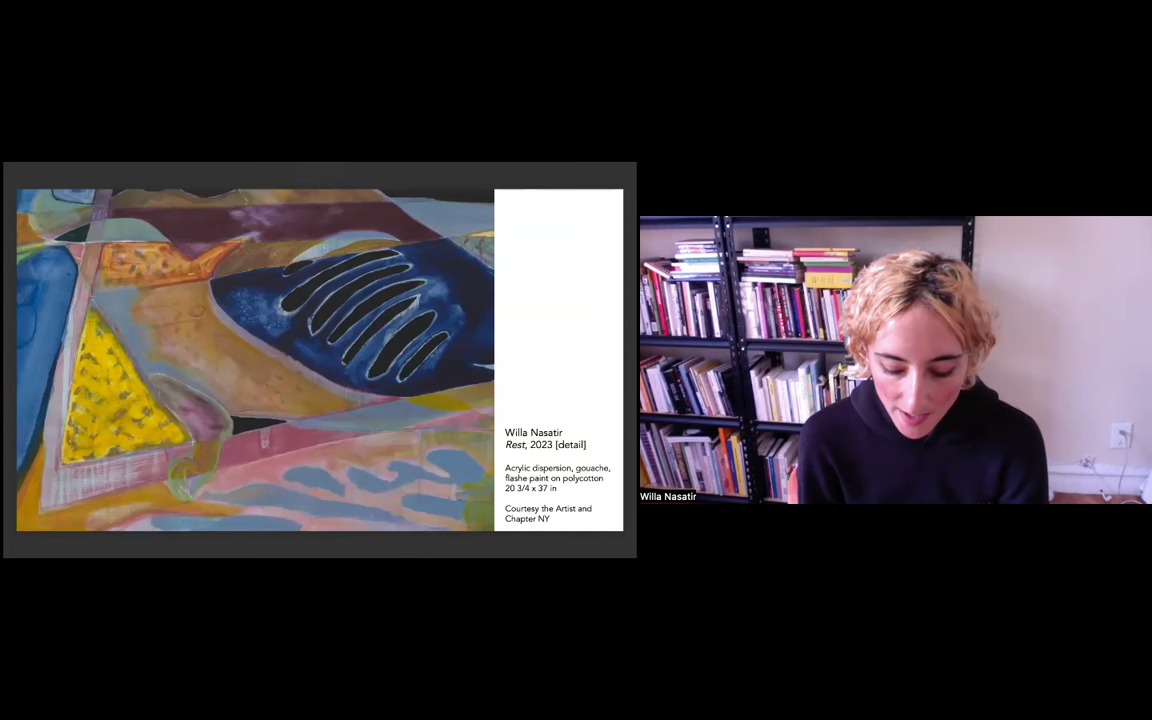 Willa Nasatir
Rest, 2023 [detail]
Acrylic dispersion, gouache,
flashe paint on polycotton
20 3/4 x 37 in
Courtesy the Artist and
Chapter NY
Willa Nasatir